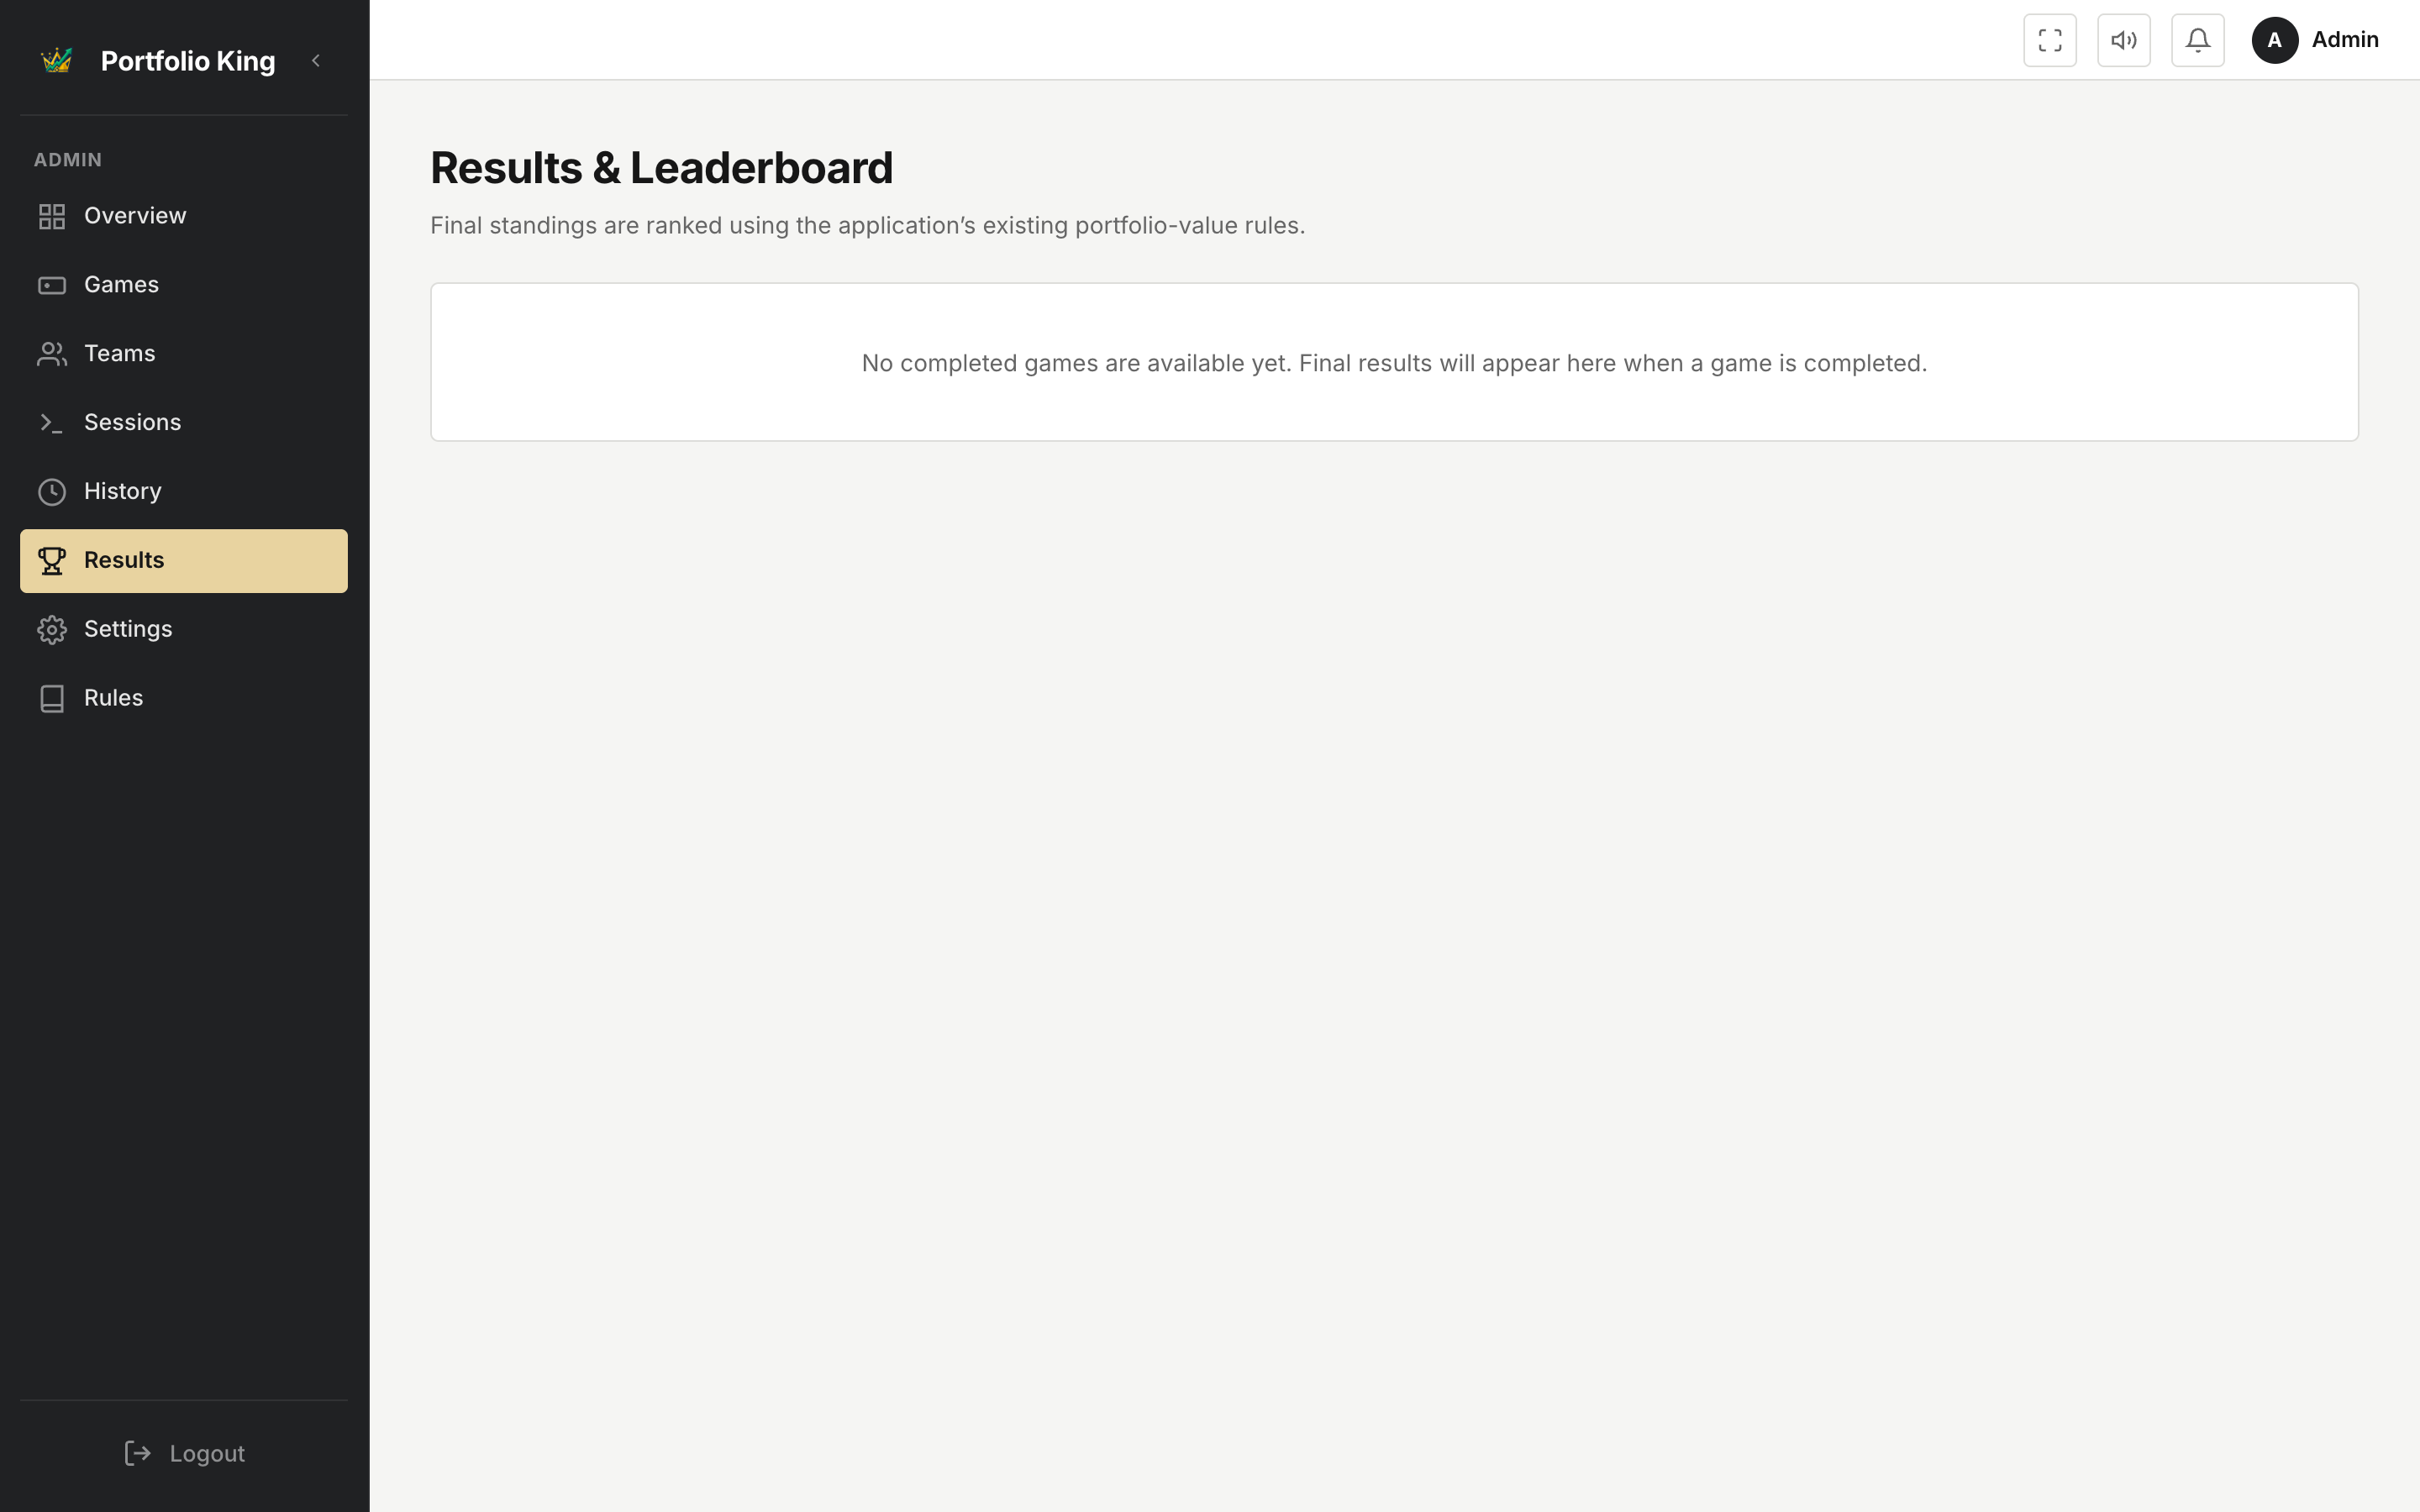 Portfolio King
ADMIN
Overview
Games
Teams
Sessions
History
Results
Settings
Rules
Logout
A
Admin
Results & Leaderboard
Final standings are ranked using the application’s existing portfolio-value rules.
No completed games are available yet. Final results will appear here when a game is completed.